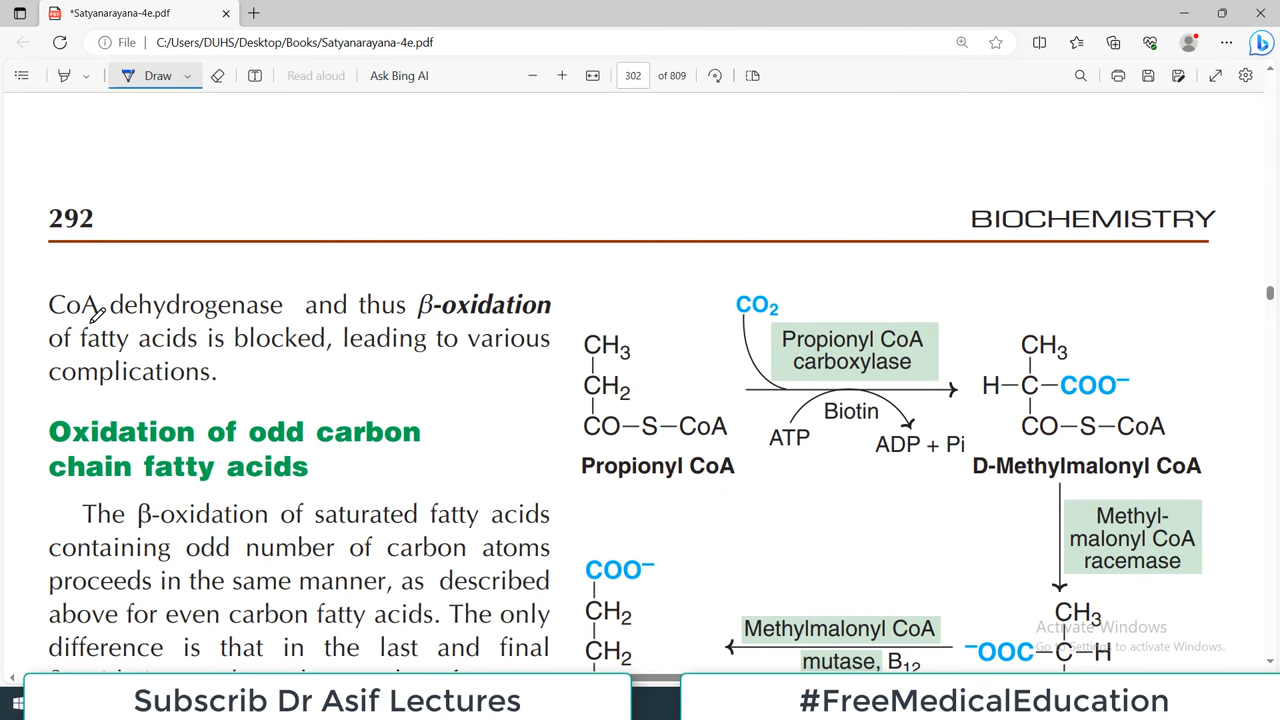 *Satyanarayana-4e.pdf
File C:/Users/DUHS/Desktop/Books/Satyanarayana-4e.pdf
Draw
Read aloud
Ask Bing AI
302 of 809
292
BIOCHEMISTRY
CoA dehydrogenase and thus β-oxidation
of fatty acids is blocked, leading to various
complications.
Oxidation of odd carbon
chain fatty acids
The β-oxidation of saturated fatty acids
containing odd number of carbon atoms
proceeds in the same manner, as described
above for even carbon fatty acids. The only
difference is that in the last and final
CO2
CH3
CH2
CO–S–CoA
Propionyl CoA
Propionyl CoA
carboxylase
Biotin
ATP
ADP + Pi
CH3
H–C–COO–
CO–S–CoA
D-Methylmalonyl CoA
Methyl-
malonyl CoA
racemase
CH3
–OOC–C–H
Methylmalonyl CoA
mutase, B12
COO–
CH2
CH2
Activate Windows
Go to Settings to activate Windows.
Subscrib Dr Asif Lectures
#FreeMedicalEducation